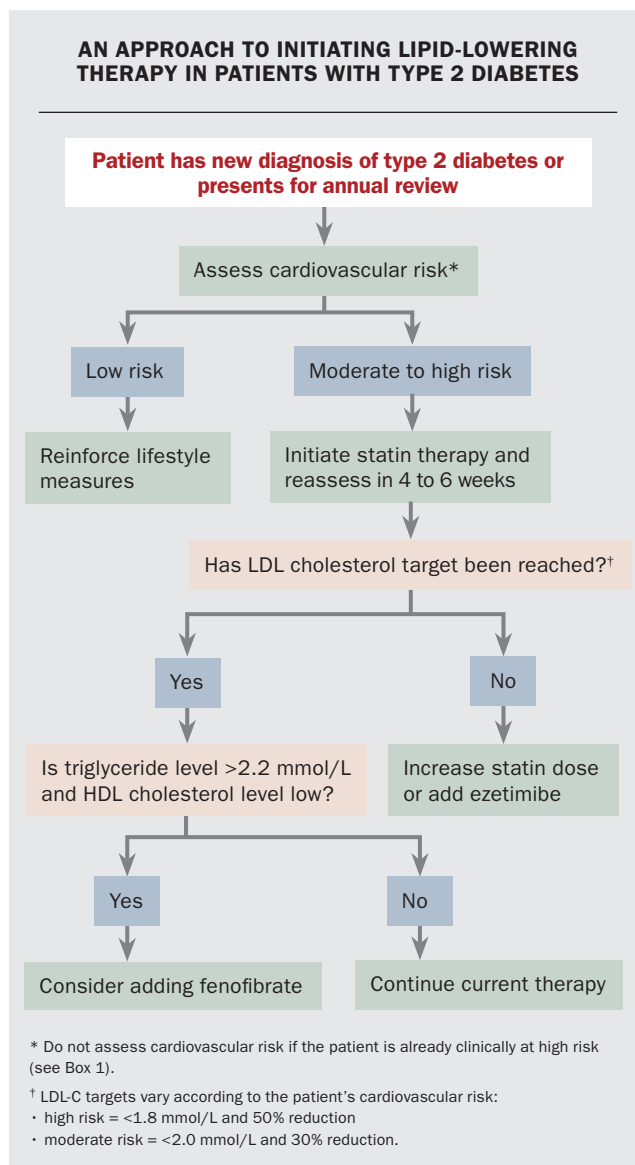 AN APPROACH TO INITIATING LIPID-LOWERING
THERAPY IN PATIENTS WITH TYPE 2 DIABETES
Patient has new diagnosis of type 2 diabetes or
presents for annual review
Assess cardiovascular risk*
Low risk
Moderate to high risk
Reinforce lifestyle
measures
Initiate statin therapy and
reassess in 4 to 6 weeks
Has LDL cholesterol target been reached?†
Yes
No
Is triglyceride level >2.2 mmol/L
and HDL cholesterol level low?
Increase statin dose
or add ezetimibe
Yes
No
Consider adding fenofibrate
Continue current therapy
* Do not assess cardiovascular risk if the patient is already clinically at high risk
(see Box 1).
† LDL-C targets vary according to the patient’s cardiovascular risk:
· high risk = <1.8 mmol/L and 50% reduction
· moderate risk = <2.0 mmol/L and 30% reduction.